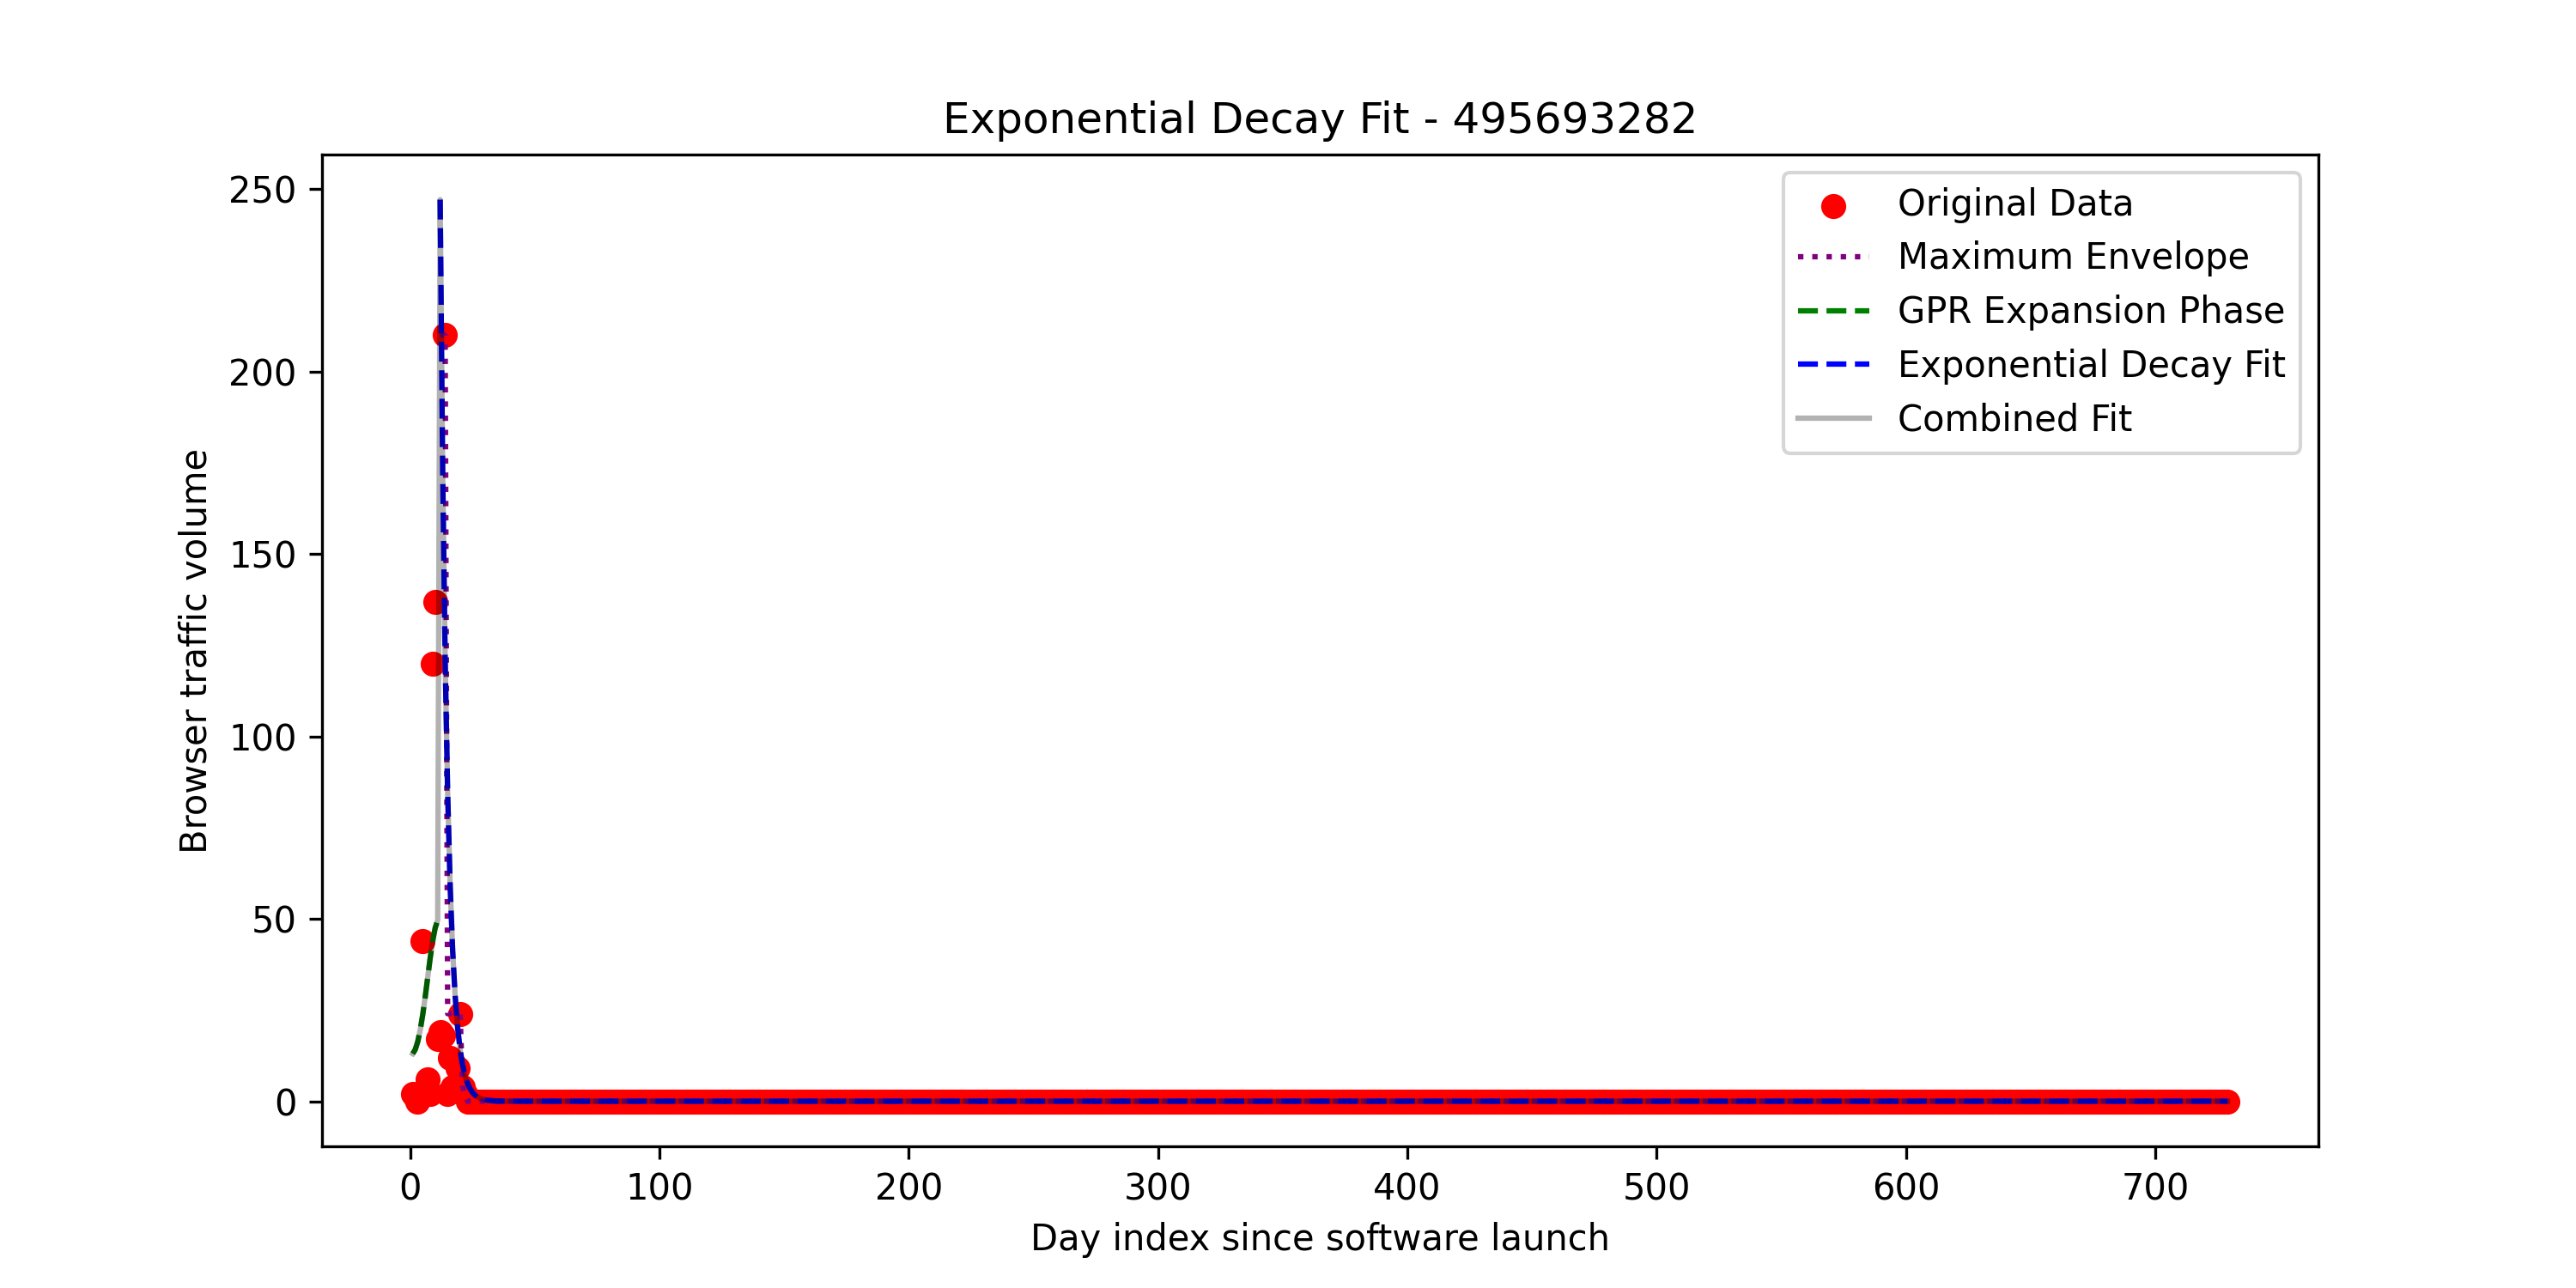 Exponential Decay Fit - 495693282
Original Data
Maximum Envelope
GPR Expansion Phase
Exponential Decay Fit
Combined Fit
Browser traffic volume
250
200
150
100
50
0
0 100 200 300 400 500 600 700
Day index since software launch